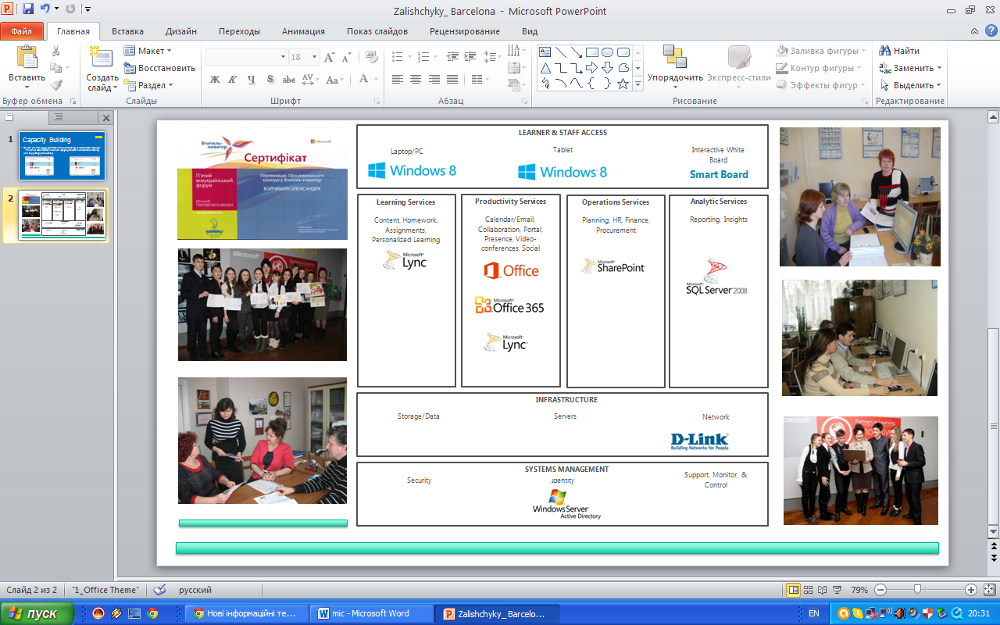 Zalishchyky_ Barcelona - Microsoft PowerPoint
Файл Главная Вставка Дизайн Переходы Анимация Показ слайдов Рецензирование Вид
Вставить
Буфер обмена
Создать слайд
Макет
Восстановить
Раздел
Слайды
18
Ж К Ч S abc AV Aa A
Шрифт
Абзац
Упорядочить
Экспресс-стили
Заливка фигуры
Контур фигуры
Эффекты фигур
Рисование
Найти
Заменить
Выделить
Редактирование
1
Capacity Building
2
Microsoft
Вчитель-
новатор
Сертифікат
П'ятий
всеукраїнський
форум
Переможцю 10го ювілейного
конкурсу Вчитель-новатор
ВОЙЧИШИН ОЛЕКСАНДРА
Microsoft
LEARNER & STAFF ACCESS
Laptop/PC
Windows 8
Tablet
Windows 8
Interactive White
Board
Smart Board
Learning Services
Content, Homework,
Assignments,
Personalized Learning
Microsoft
Lync
Productivity Services
Calendar/Email,
Collaboration, Portal,
Presence, Video-
conferences, Social
Office
Microsoft
Office 365
Microsoft
Lync
Operations Services
Planning, HR, Finance,
Procurement
Microsoft
SharePoint
Analytic Services
Reporting, Insights
Microsoft
SQL Server 2008
INFRASTRUCTURE
Storage/Data
Servers
Network
D-Link
Building Networks for People
SYSTEMS MANAGEMENT
Security
Identity
Windows Server
Active Directory
Support, Monitor, &
Control
Microsoft
Partners in Learning
Слайд 2 из 2
"1_Office Theme"
русский
79%
пуск
Нові інформаційні те...
mic - Microsoft Word
Zalishchyky_ Barcelo...
EN
20:31